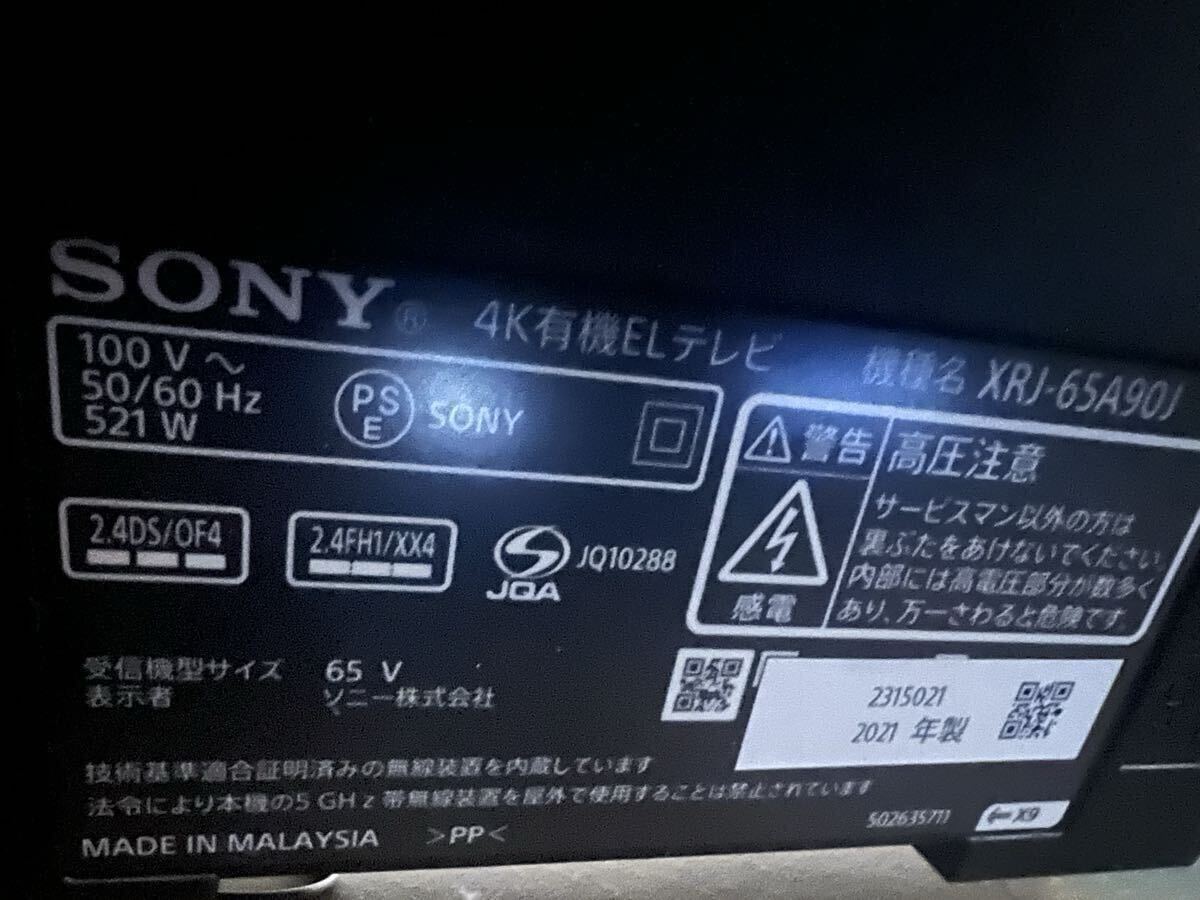 SONY® 4K有機ELテレビ 機種名 XRJ-65A90J
100 V ～
50/60 Hz
521 W
PSE SONY
警告 高圧注意
サービスマン以外の方は
裏ぶたをあけないでください。
内部には高電圧部分が数多く
あり、万一さわると危険です。
感電
2.4DS/OF4
2.4FH1/XX4
JQA JQ10288
受信機型サイズ 65 V
表示者 ソニー株式会社
2315021
2021 年製
技術基準適合証明済みの無線装置を内蔵しています
法令により本機の5 GHz帯無線装置を屋外で使用することは禁止されています
MADE IN MALAYSIA >PP<
502635711
←X9